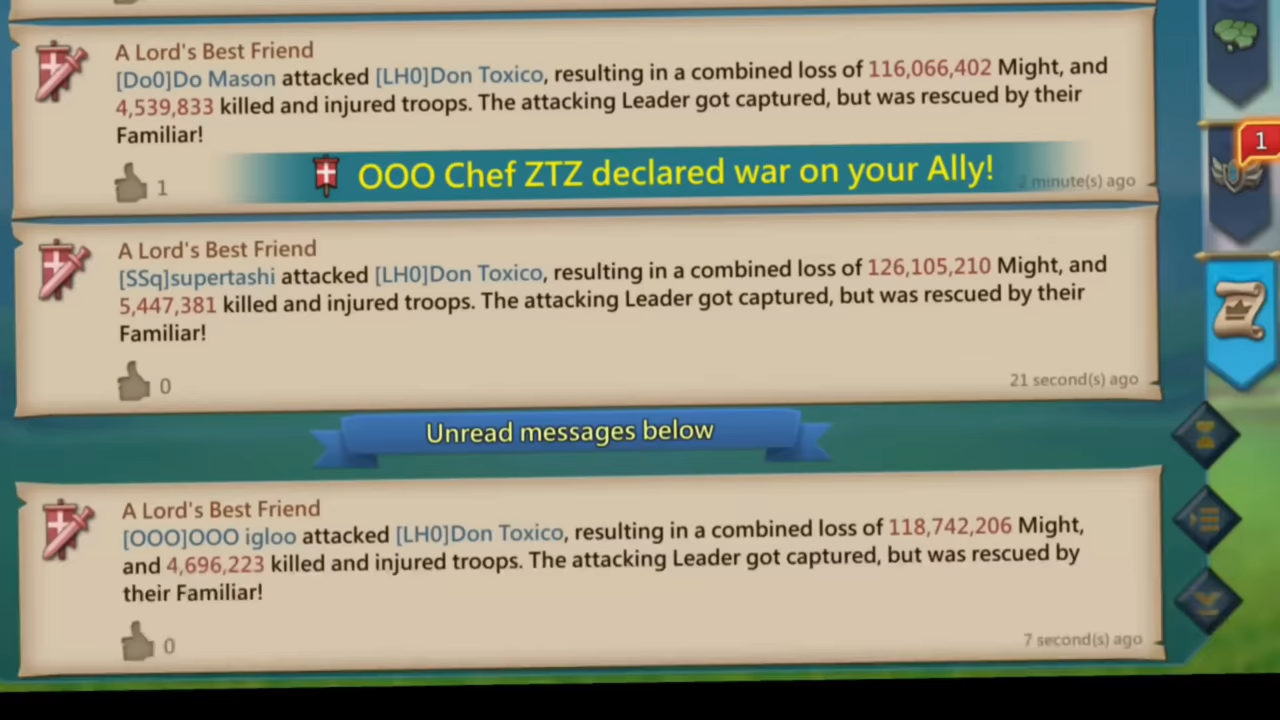 A Lord's Best Friend
[Do0]Do Mason attacked [LH0]Don Toxico, resulting in a combined loss of 116,066,402 Might, and
4,539,833 killed and injured troops. The attacking Leader got captured, but was rescued by their
Familiar!
OOO Chef ZTZ declared war on your Ally!
1
2 minute(s) ago
1
A Lord's Best Friend
[SSq]supertashi attacked [LH0]Don Toxico, resulting in a combined loss of 126,105,210 Might, and
5,447,381 killed and injured troops. The attacking Leader got captured, but was rescued by their
Familiar!
0
21 second(s) ago
Unread messages below
A Lord's Best Friend
[OOO]OOO igloo attacked [LH0]Don Toxico, resulting in a combined loss of 118,742,206 Might,
and 4,696,223 killed and injured troops. The attacking Leader got captured, but was rescued by
their Familiar!
0
7 second(s) ago